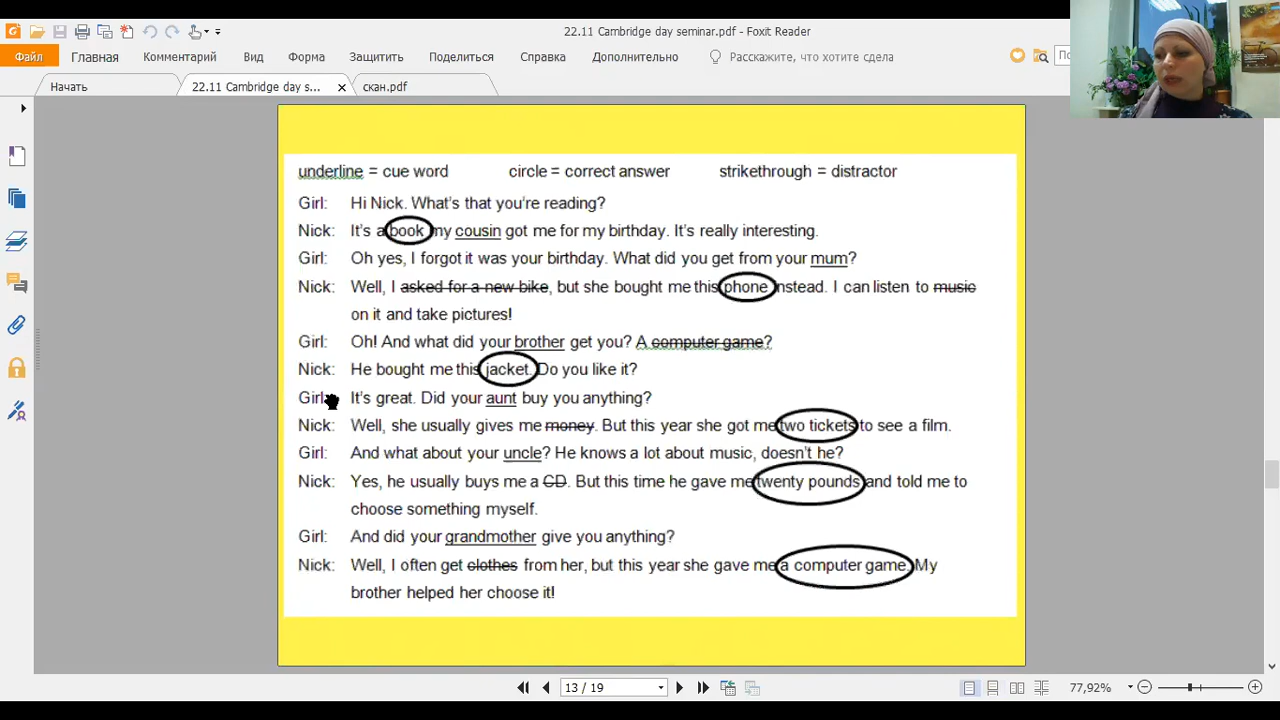 22.11 Cambridge day seminar.pdf - Foxit Reader
Файл Главная Комментарий Вид Форма Защитить Поделиться Справка Дополнительно Расскажите, что хотите сделать
Начать 22.11 Cambridge day s... скан.pdf
underline = cue word circle = correct answer strikethrough = distractor
Girl: Hi Nick. What's that you're reading?
Nick: It's a book my cousin got me for my birthday. It's really interesting.
Girl: Oh yes, I forgot it was your birthday. What did you get from your mum?
Nick: Well, I asked for a new bike, but she bought me this phone instead. I can listen to music
on it and take pictures!
Girl: Oh! And what did your brother get you? A computer game?
Nick: He bought me this jacket. Do you like it?
Girl: It's great. Did your aunt buy you anything?
Nick: Well, she usually gives me money. But this year she got me two tickets to see a film.
Girl: And what about your uncle? He knows a lot about music, doesn't he?
Nick: Yes, he usually buys me a CD. But this time he gave me twenty pounds and told me to
choose something myself.
Girl: And did your grandmother give you anything?
Nick: Well, I often get clothes from her, but this year she gave me a computer game. My
brother helped her choose it!
13 / 19 77,92%